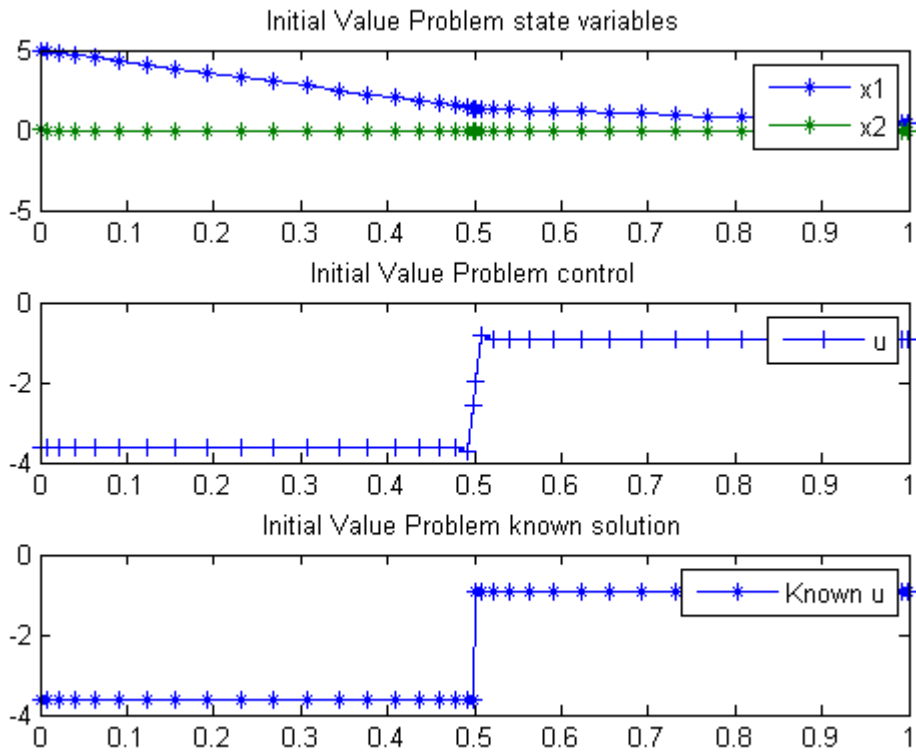 Initial Value Problem state variables
5
0
-5
x1
x2
0 0.1 0.2 0.3 0.4 0.5 0.6 0.7 0.8 0.9 1
Initial Value Problem control
0
-2
-4
u
0 0.1 0.2 0.3 0.4 0.5 0.6 0.7 0.8 0.9 1
Initial Value Problem known solution
0
-2
-4
Known u
0 0.1 0.2 0.3 0.4 0.5 0.6 0.7 0.8 0.9 1